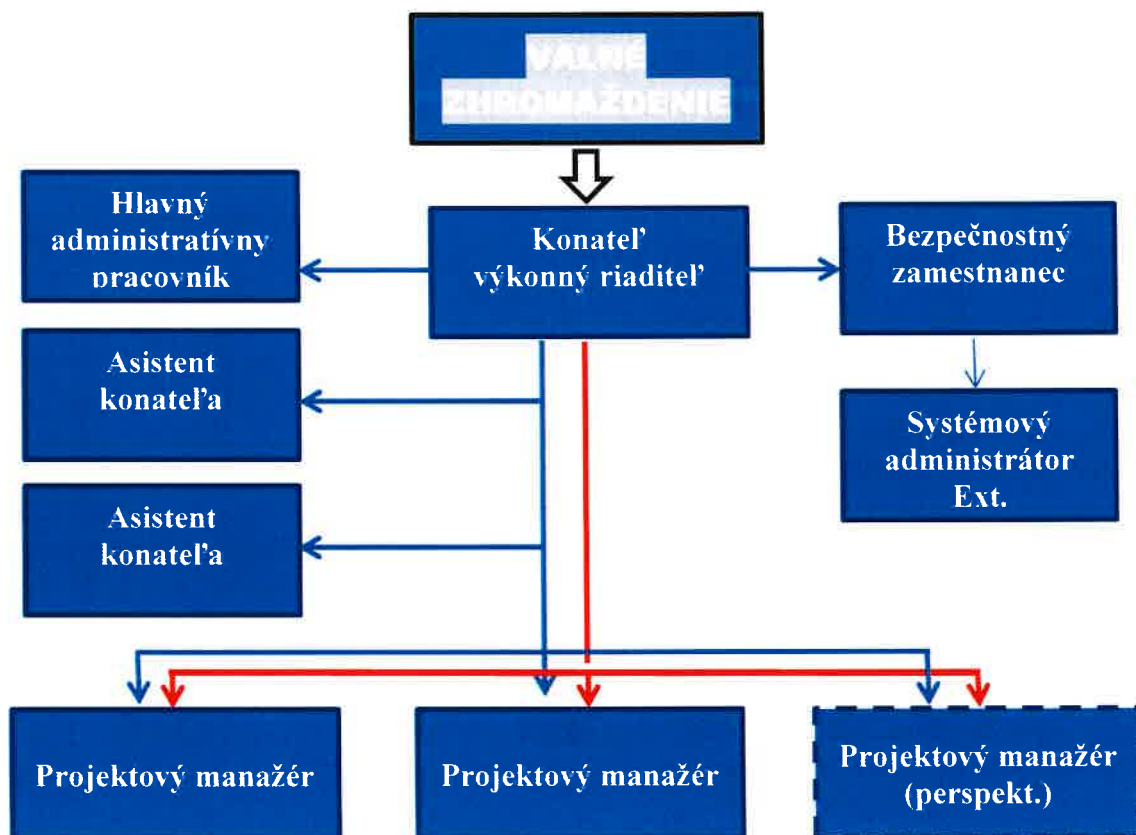 VALNÉ
ZHROMAŽDENIE
Hlavný
administratívny
pracovník
Konateľ
výkonný riaditeľ
Bezpečnostný
zamestnanec
Asistent
konateľa
Systémový
administrátor
Ext.
Asistent
konateľa
Projektový manažér
Projektový manažér
Projektový manažér
(perspekt.)